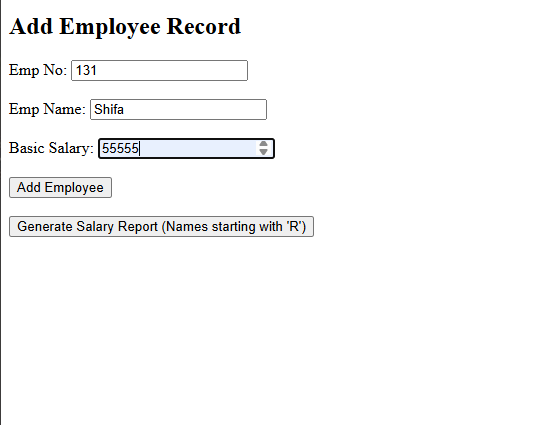 Add Employee Record
Emp No: 131
Emp Name: Shifa
Basic Salary: 55555
Add Employee
Generate Salary Report (Names starting with 'R')